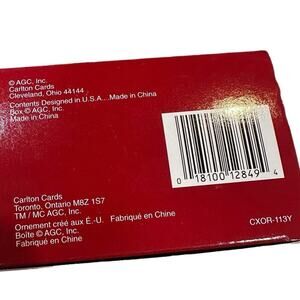 © AGC, Inc.
Carlton Cards
Cleveland, Ohio 44144
Contents Designed in U.S.A...Made in China
Box © AGC, Inc.
Made in China
0 18100 12849 4
Carlton Cards
Toronto, Ontario M8Z 1S7
TM / MC AGC, Inc.
Ornement créé aux É.-U. Fabriqué en Chine
Boîte © AGC, Inc.
Fabriqué en Chine
CXOR-113Y